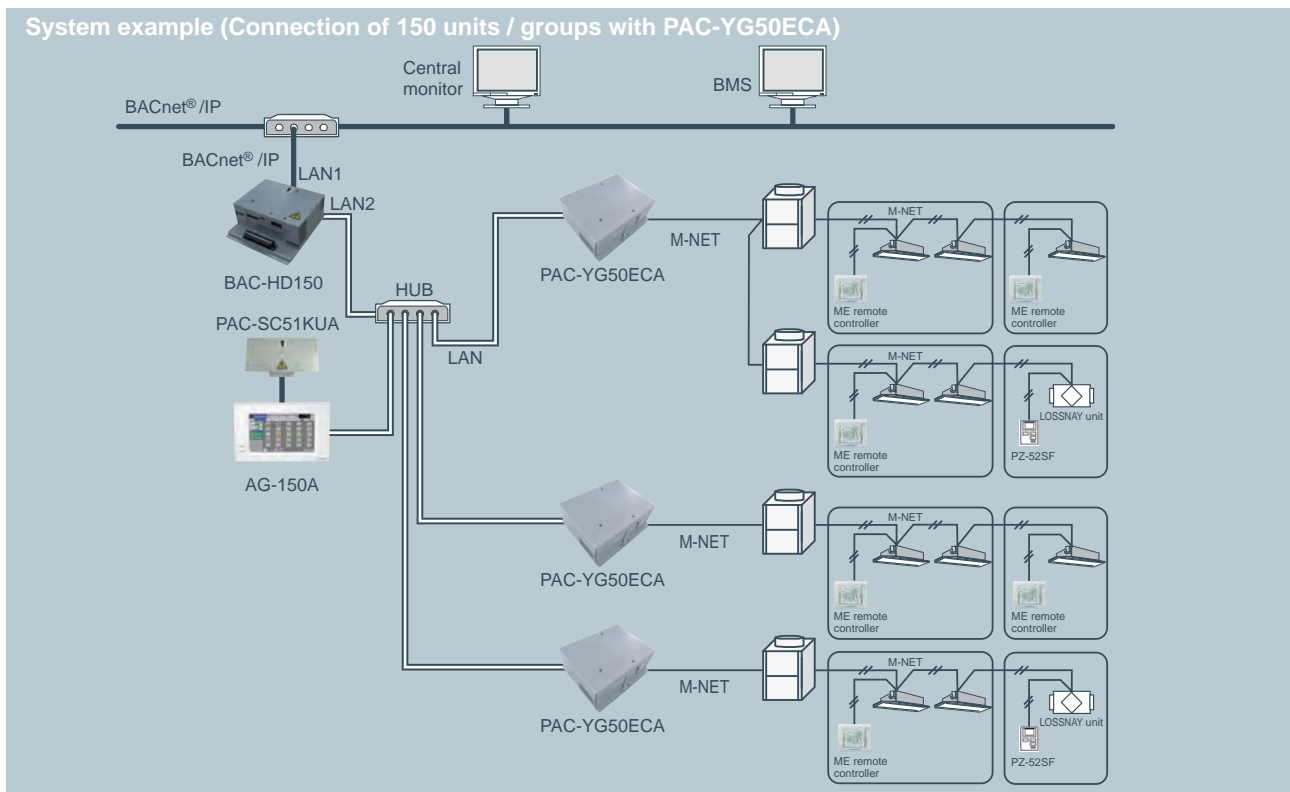 System example (Connection of 150 units / groups with PAC-YG50ECA)
Central
monitor
BMS
BACnet® /IP
BACnet® /IP
LAN1
LAN2
BAC-HD150
HUB
LAN
PAC-SC51KUA
AG-150A
PAC-YG50ECA
M-NET
M-NET
ME remote
controller
ME remote
controller
M-NET
ME remote
controller
LOSSNAY unit
PZ-52SF
PAC-YG50ECA
M-NET
M-NET
ME remote
controller
ME remote
controller
PAC-YG50ECA
M-NET
M-NET
ME remote
controller
LOSSNAY unit
PZ-52SF